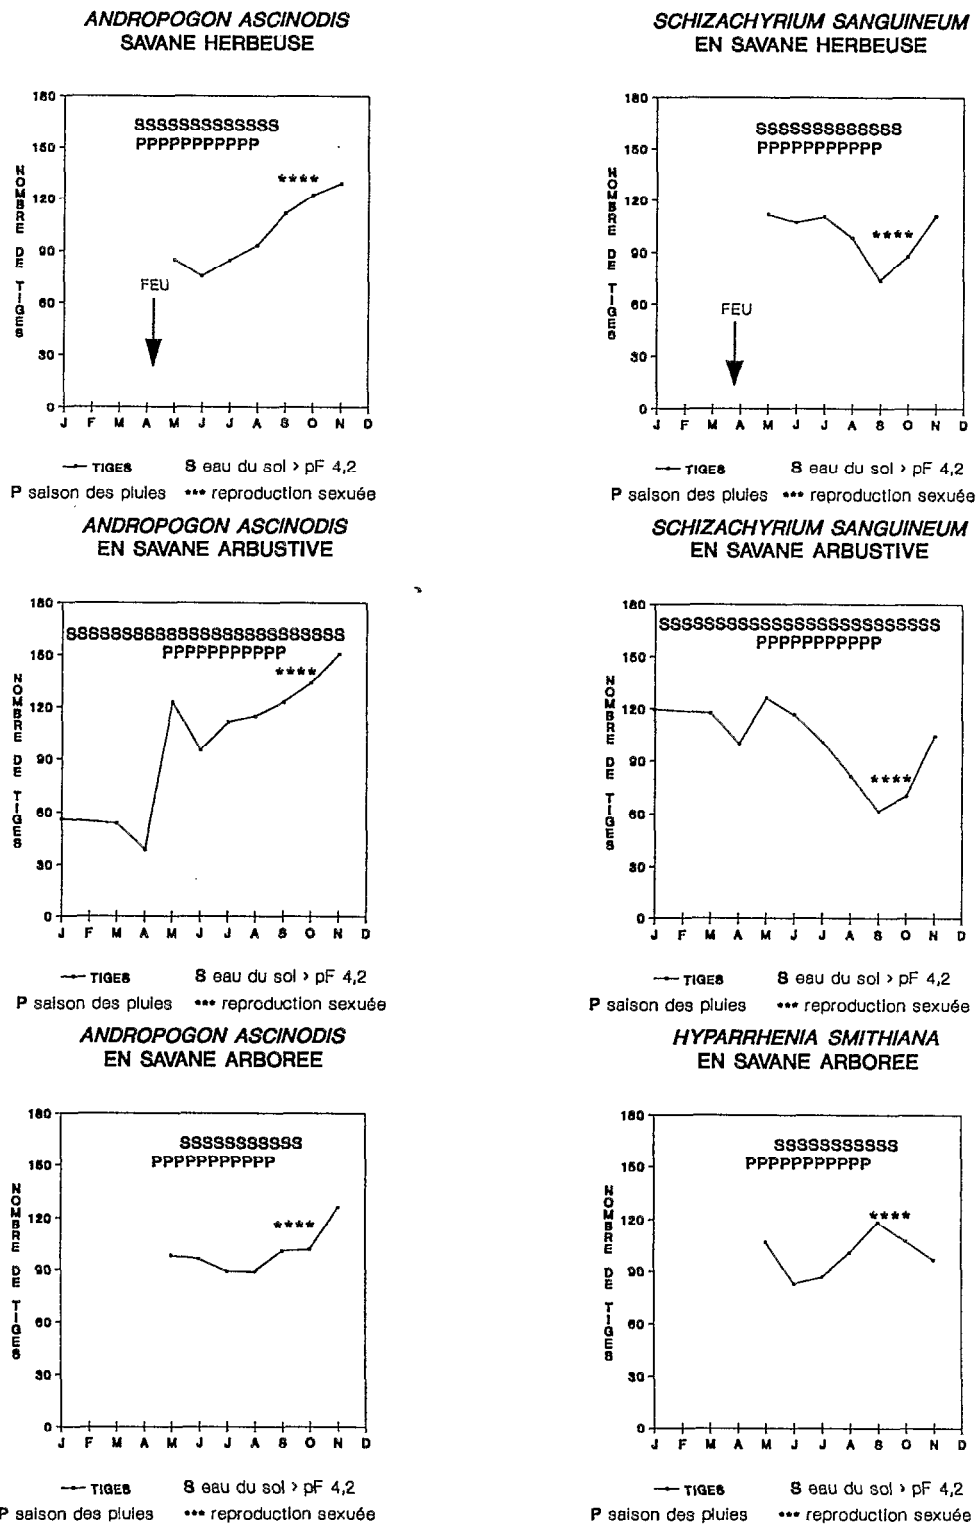 ANDROPOGON ASCINODIS
SAVANE HERBEUSE
180
150
120
90
60
30
0
NOMBRE DE TIGES
SSSSSSSSSSSSS
PPPPPPPPPPP
****
FEU
J F M A M J J A S O N D
TIGES S eau du sol > pF 4,2
P saison des pluies *** reproduction sexuée
SCHIZACHYRIUM SANGUINEUM
EN SAVANE HERBEUSE
180
150
120
90
60
30
0
NOMBRE DE TIGES
SSSSSSSSSSSSS
PPPPPPPPPPP
****
FEU
J F M A M J J A S O N D
TIGES S eau du sol > pF 4,2
P saison des pluies *** reproduction sexuée
ANDROPOGON ASCINODIS
EN SAVANE ARBUSTIVE
180
150
120
90
60
30
0
NOMBRE DE TIGES
SSSSSSSSSSSSSSSSSSSSSSSSS
PPPPPPPPPPP
****
J F M A M J J A S O N D
TIGES S eau du sol > pF 4,2
P saison des pluies *** reproduction sexuée
SCHIZACHYRIUM SANGUINEUM
EN SAVANE ARBUSTIVE
180
150
120
90
60
30
0
NOMBRE DE TIGES
SSSSSSSSSSSSSSSSSSSSSSSSS
PPPPPPPPPPP
****
J F M A M J J A S O N D
TIGES S eau du sol > pF 4,2
P saison des pluies *** reproduction sexuée
ANDROPOGON ASCINODIS
EN SAVANE ARBOREE
180
150
120
90
60
30
0
NOMBRE DE TIGES
SSSSSSSSSSS
PPPPPPPPPPP
****
J F M A M J J A S O N D
TIGES S eau du sol > pF 4,2
P saison des pluies *** reproduction sexuée
HYPARRHENIA SMITHIANA
EN SAVANE ARBOREE
180
150
120
90
60
30
0
NOMBRE DE TIGES
SSSSSSSSSSS
PPPPPPPPPPP
****
J F M A M J J A S O N D
TIGES S eau du sol > pF 4,2
P saison des pluies *** reproduction sexuée